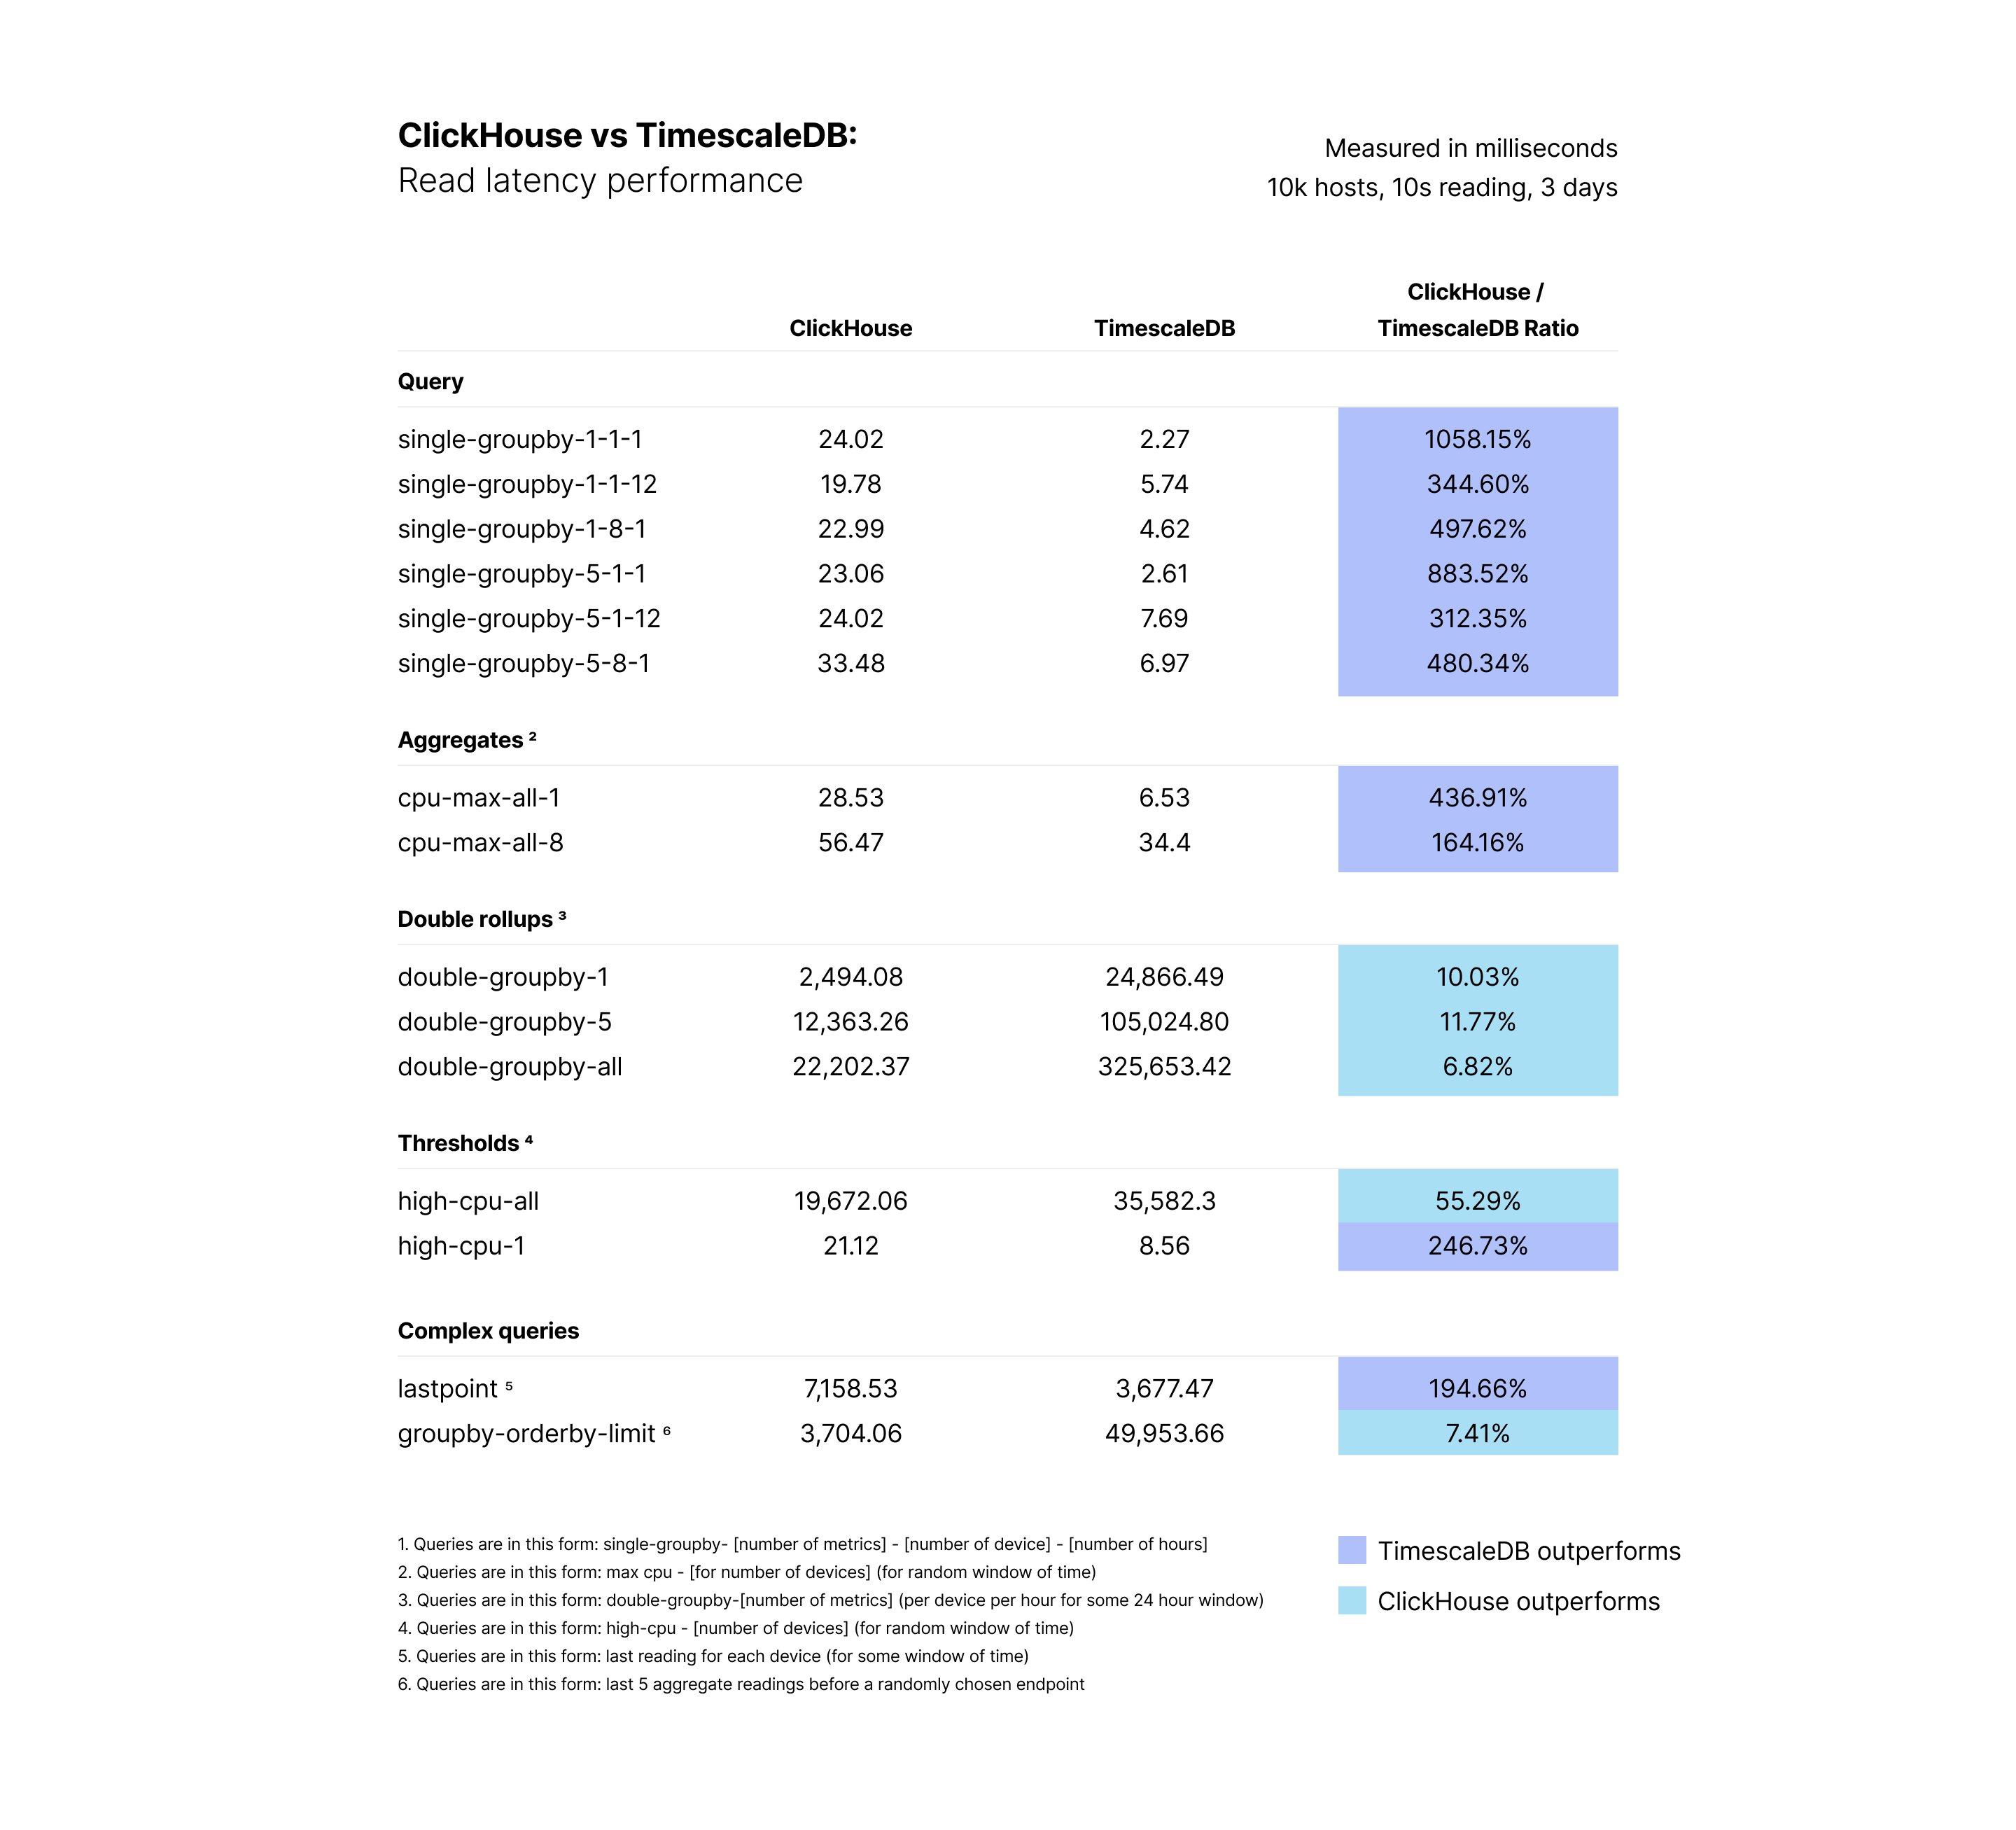 ClickHouse vs TimescaleDB:
Read latency performance
Measured in milliseconds
10k hosts, 10s reading, 3 days
ClickHouse /
ClickHouse TimescaleDB TimescaleDB Ratio
Query
single-groupby-1-1-1 24.02 2.27 1058.15%
single-groupby-1-1-12 19.78 5.74 344.60%
single-groupby-1-8-1 22.99 4.62 497.62%
single-groupby-5-1-1 23.06 2.61 883.52%
single-groupby-5-1-12 24.02 7.69 312.35%
single-groupby-5-8-1 33.48 6.97 480.34%
Aggregates ²
cpu-max-all-1 28.53 6.53 436.91%
cpu-max-all-8 56.47 34.4 164.16%
Double rollups ³
double-groupby-1 2,494.08 24,866.49 10.03%
double-groupby-5 12,363.26 105,024.80 11.77%
double-groupby-all 22,202.37 325,653.42 6.82%
Thresholds ⁴
high-cpu-all 19,672.06 35,582.3 55.29%
high-cpu-1 21.12 8.56 246.73%
Complex queries
lastpoint ⁵ 7,158.53 3,677.47 194.66%
groupby-orderby-limit ⁶ 3,704.06 49,953.66 7.41%
1. Queries are in this form: single-groupby- [number of metrics] - [number of device] - [number of hours]
2. Queries are in this form: max cpu - [for number of devices] (for random window of time)
3. Queries are in this form: double-groupby-[number of metrics] (per device per hour for some 24 hour window)
4. Queries are in this form: high-cpu - [number of devices] (for random window of time)
5. Queries are in this form: last reading for each device (for some window of time)
6. Queries are in this form: last 5 aggregate readings before a randomly chosen endpoint
TimescaleDB outperforms
ClickHouse outperforms